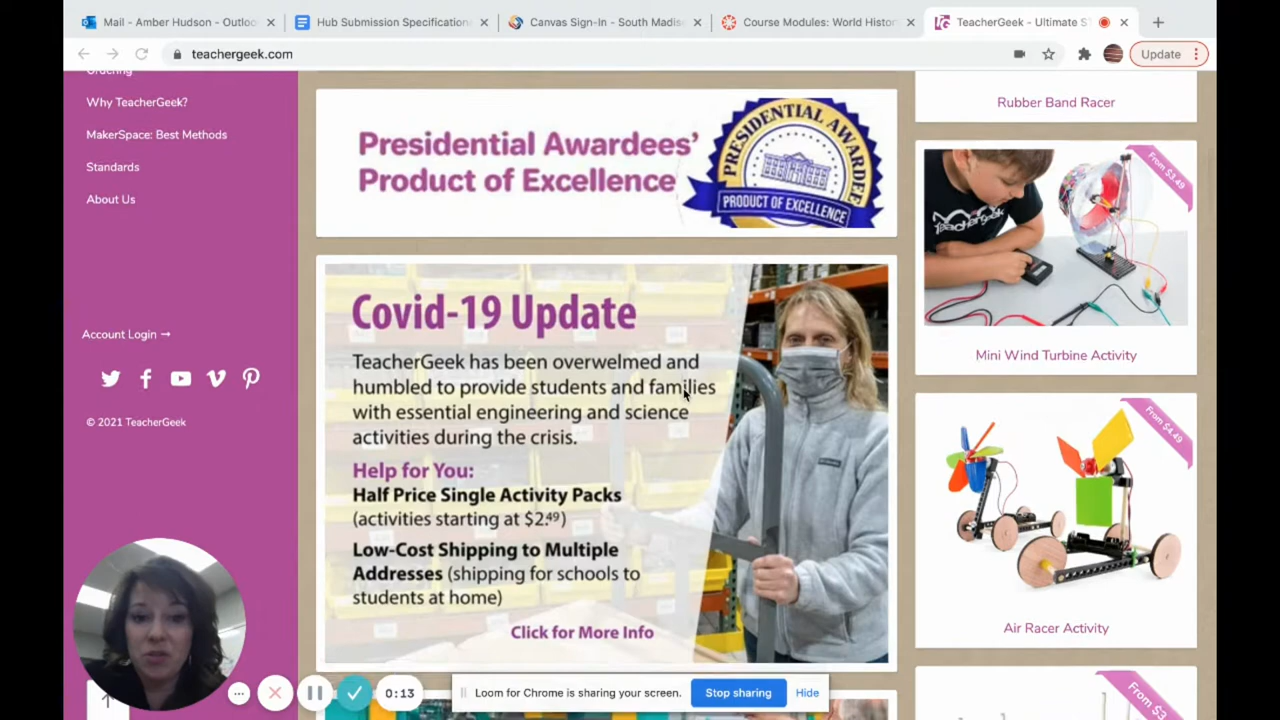 Mail - Amber Hudson - Outloo
Hub Submission Specification
Canvas Sign-In - South Madis
Course Modules: World Histor
TeacherGeek - Ultimate S
teachergeek.com
Update
Ordering
Why TeacherGeek?
MakerSpace: Best Methods
Standards
About Us
Account Login →
© 2021 TeacherGeek
Presidential Awardees'
Product of Excellence
PRESIDENTIAL AWARDEE
PRODUCT OF EXCELLENCE
Covid-19 Update
TeacherGeek has been overwelmed and
humbled to provide students and families
with essential engineering and science
activities during the crisis.
Help for You:
Half Price Single Activity Packs
(activities starting at $2.49)
Low-Cost Shipping to Multiple
Addresses (shipping for schools to
students at home)
Click for More Info
Rubber Band Racer
From $3.49
Teachergeek
Mini Wind Turbine Activity
From $4.49
Air Racer Activity
From $3
0:13
Loom for Chrome is sharing your screen.
Stop sharing
Hide